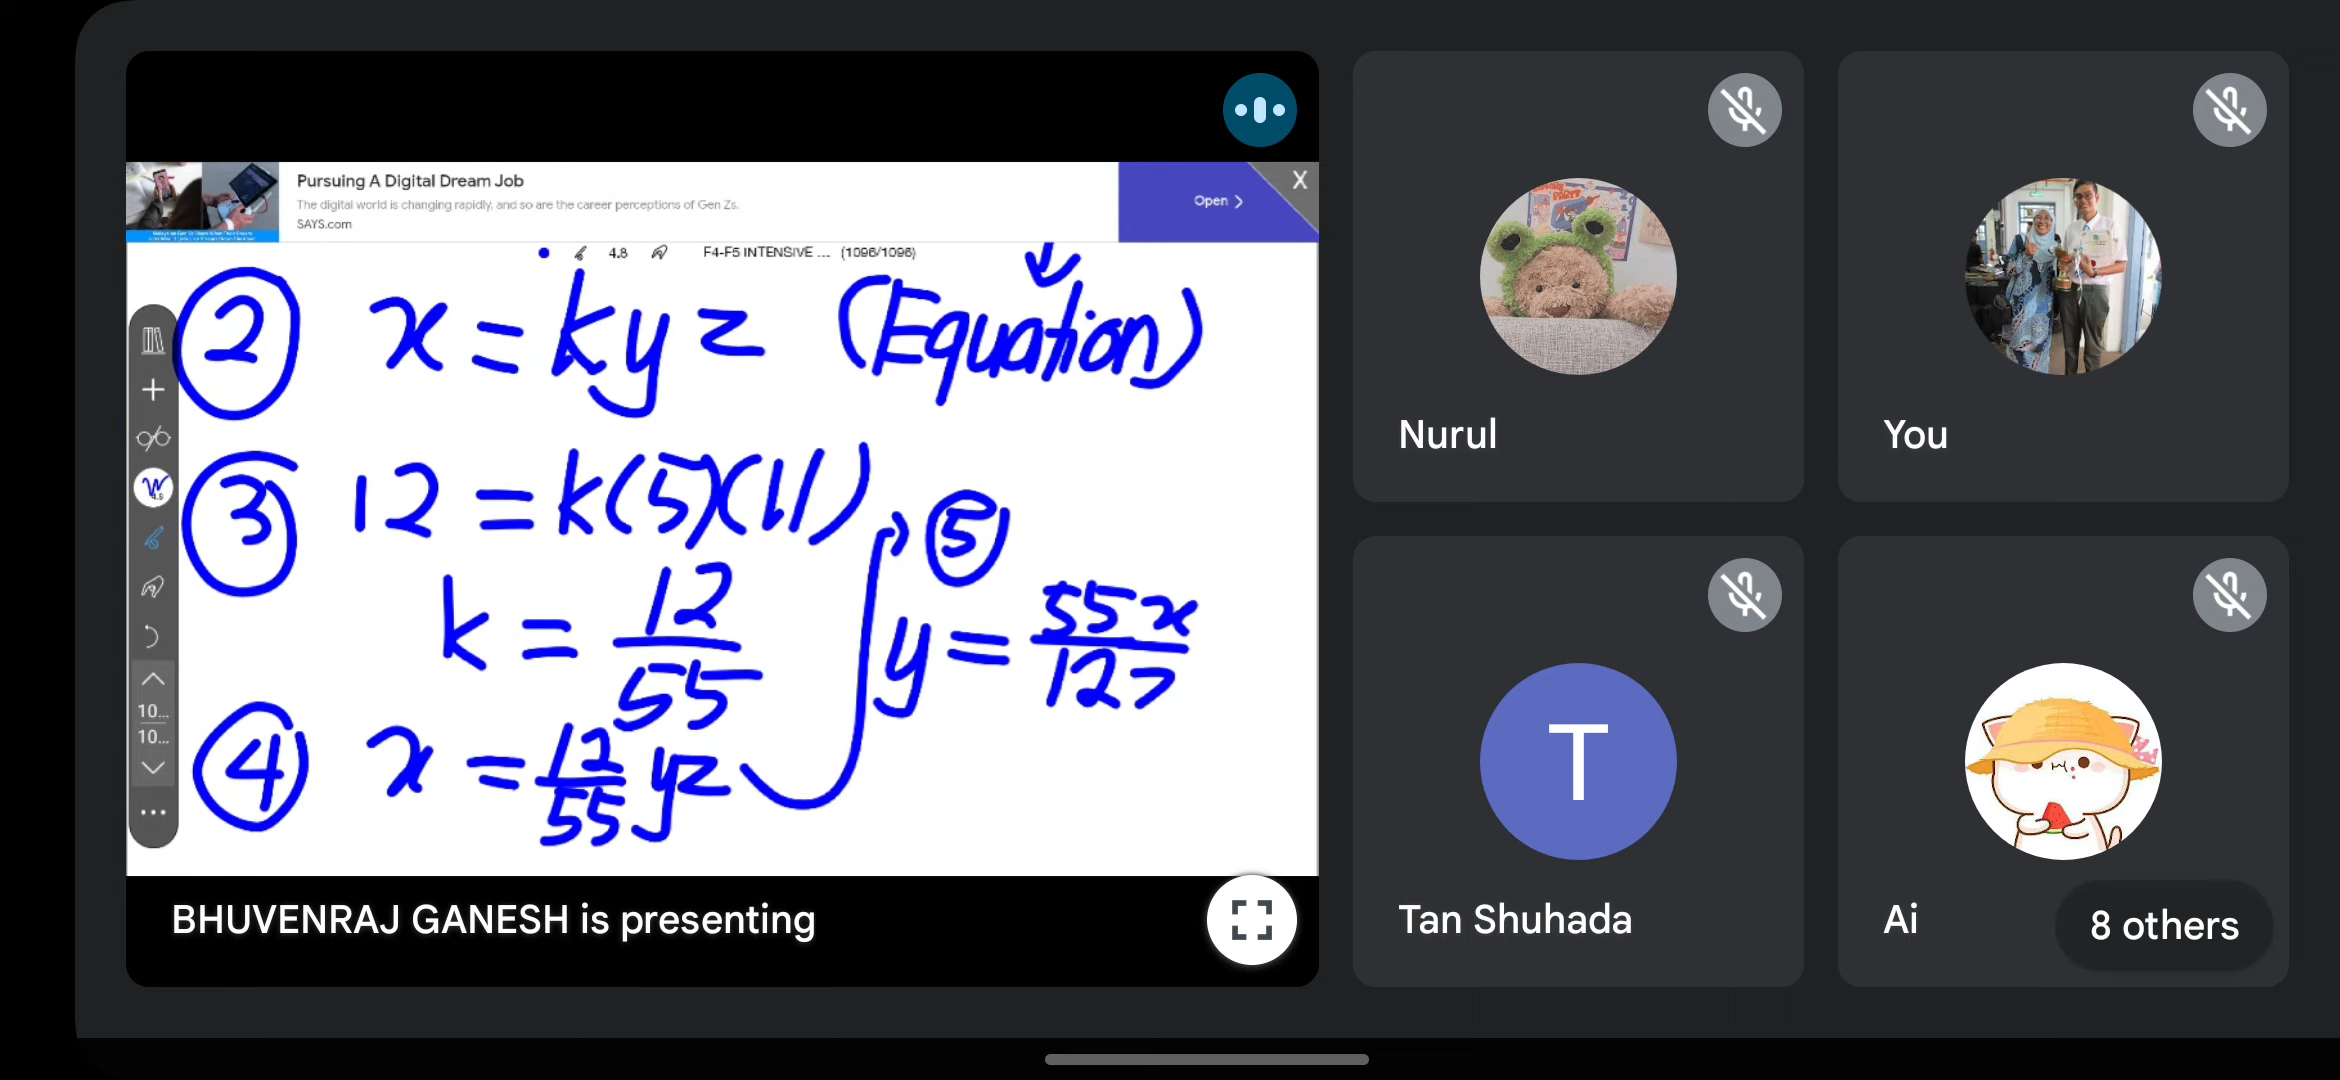 Pursuing A Digital Dream Job
The digital world is changing rapidly, and so are the career perceptions of Gen Zs.
SAYS.com
Open
X
4.8
F4-F5 INTENSIVE ... (1096/1096)
② x = kyz (Equation)
③ 12 = k(5)(11)
k = 12/55
④ x = 12/55 yz
⑤
y = 55x/12z
10...
10...
BHUVENRAJ GANESH is presenting
Nurul
You
T
Tan Shuhada
Ai
8 others